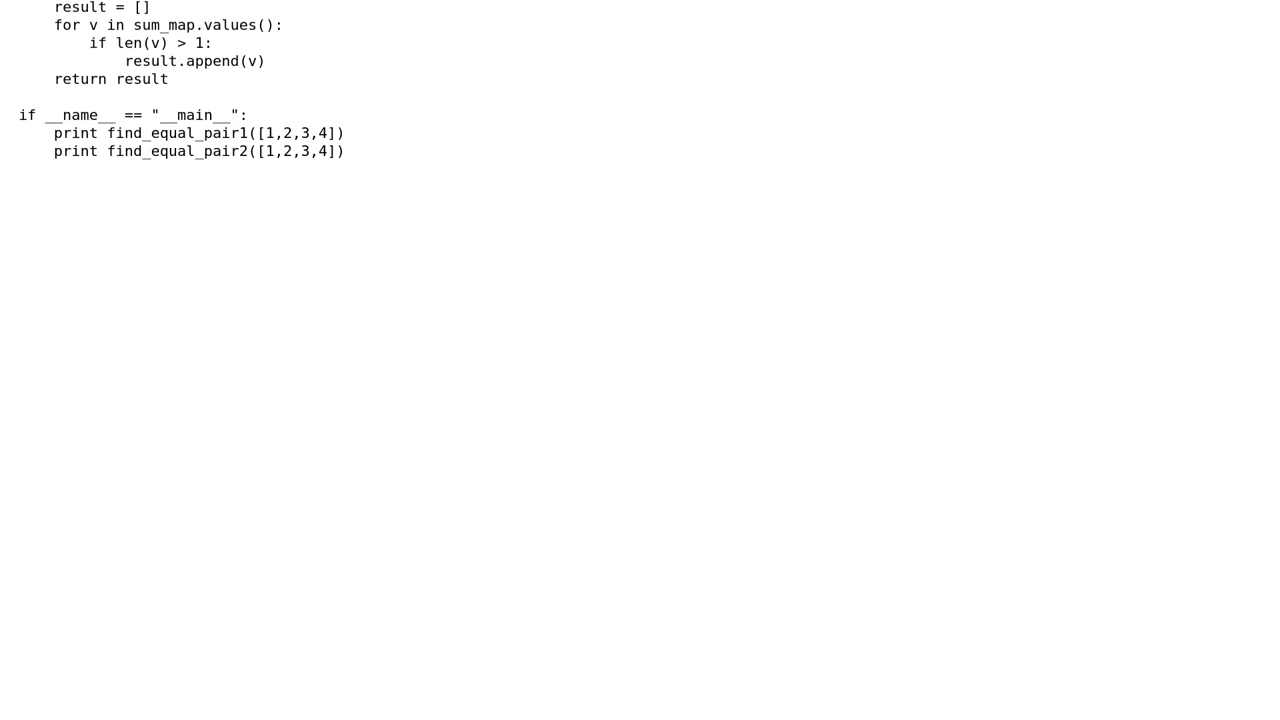 result = []
    for v in sum_map.values():
        if len(v) > 1:
            result.append(v)
    return result

if __name__ == "__main__":
    print find_equal_pair1([1,2,3,4])
    print find_equal_pair2([1,2,3,4])